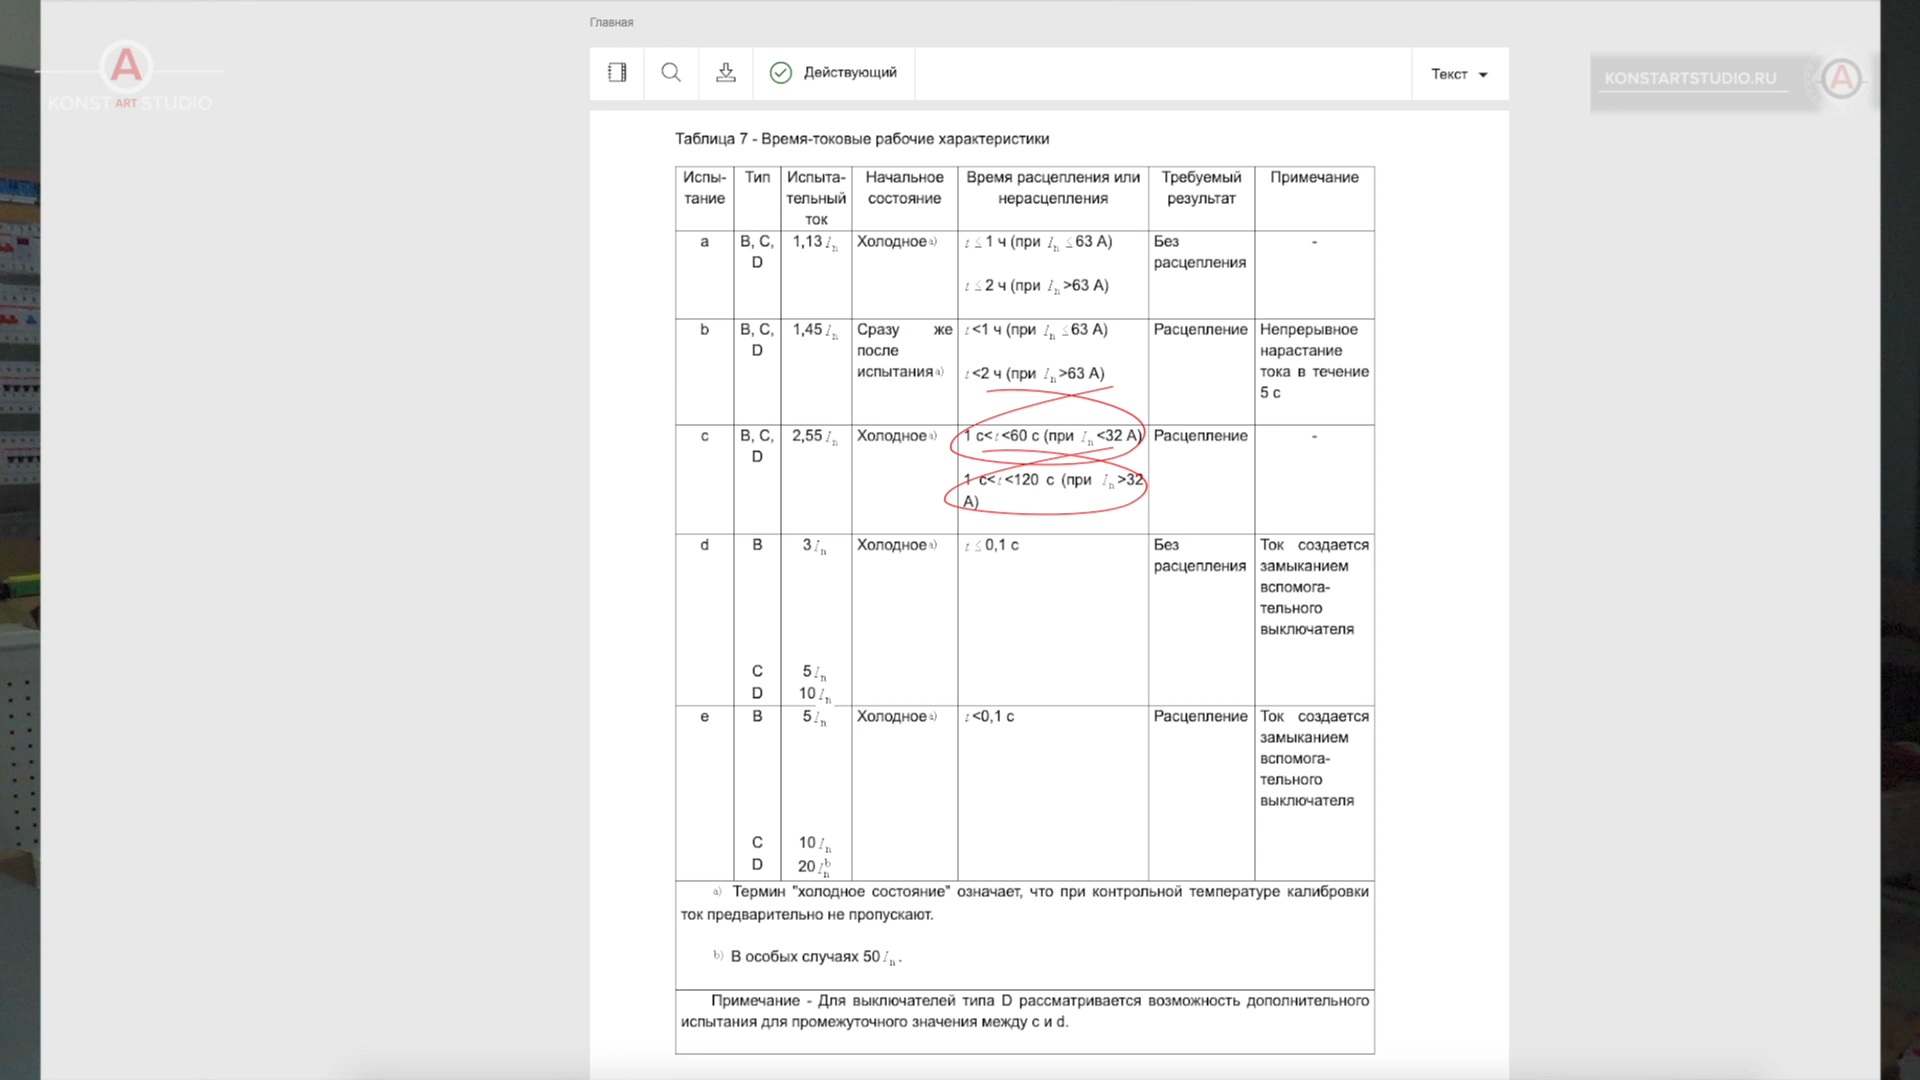 Главная
KONST ART STUDIO
Действующий
Текст
KONSTARTSTUDIO.RU
Таблица 7 - Время-токовые рабочие характеристики
Испы-
тание
Тип
Испыта-
тельный
ток
Начальное
состояние
Время расцепления или
нерасцепления
Требуемый
результат
Примечание
a
B, C,
D
1,13 In
Холодное a)
t ≤ 1 ч (при In ≤63 А)
t ≤ 2 ч (при In >63 А)
Без
расцепления
-
b
B, C,
D
1,45 In
Сразу же
после
испытания a)
t <1 ч (при In ≤63 А)
t <2 ч (при In >63 А)
Расцепление
Непрерывное
нарастание
тока в течение
5 с
c
B, C,
D
2,55 In
Холодное a)
1 с< t <60 с (при In <32 А)
1 с< t <120 с (при In >32
А)
Расцепление
-
d
B
3 In
Холодное a)
t ≤ 0,1 с
Без
расцепления
Ток создается
замыканием
вспомога-
тельного
выключателя
C
5 In
D
10 In
e
B
5 In
Холодное a)
t <0,1 с
Расцепление
Ток создается
замыканием
вспомога-
тельного
выключателя
C
10 In
D
20 In b
a) Термин "холодное состояние" означает, что при контрольной температуре калибровки
ток предварительно не пропускают.
b) В особых случаях 50 In .
Примечание - Для выключателей типа D рассматривается возможность дополнительного
испытания для промежуточного значения между c и d.